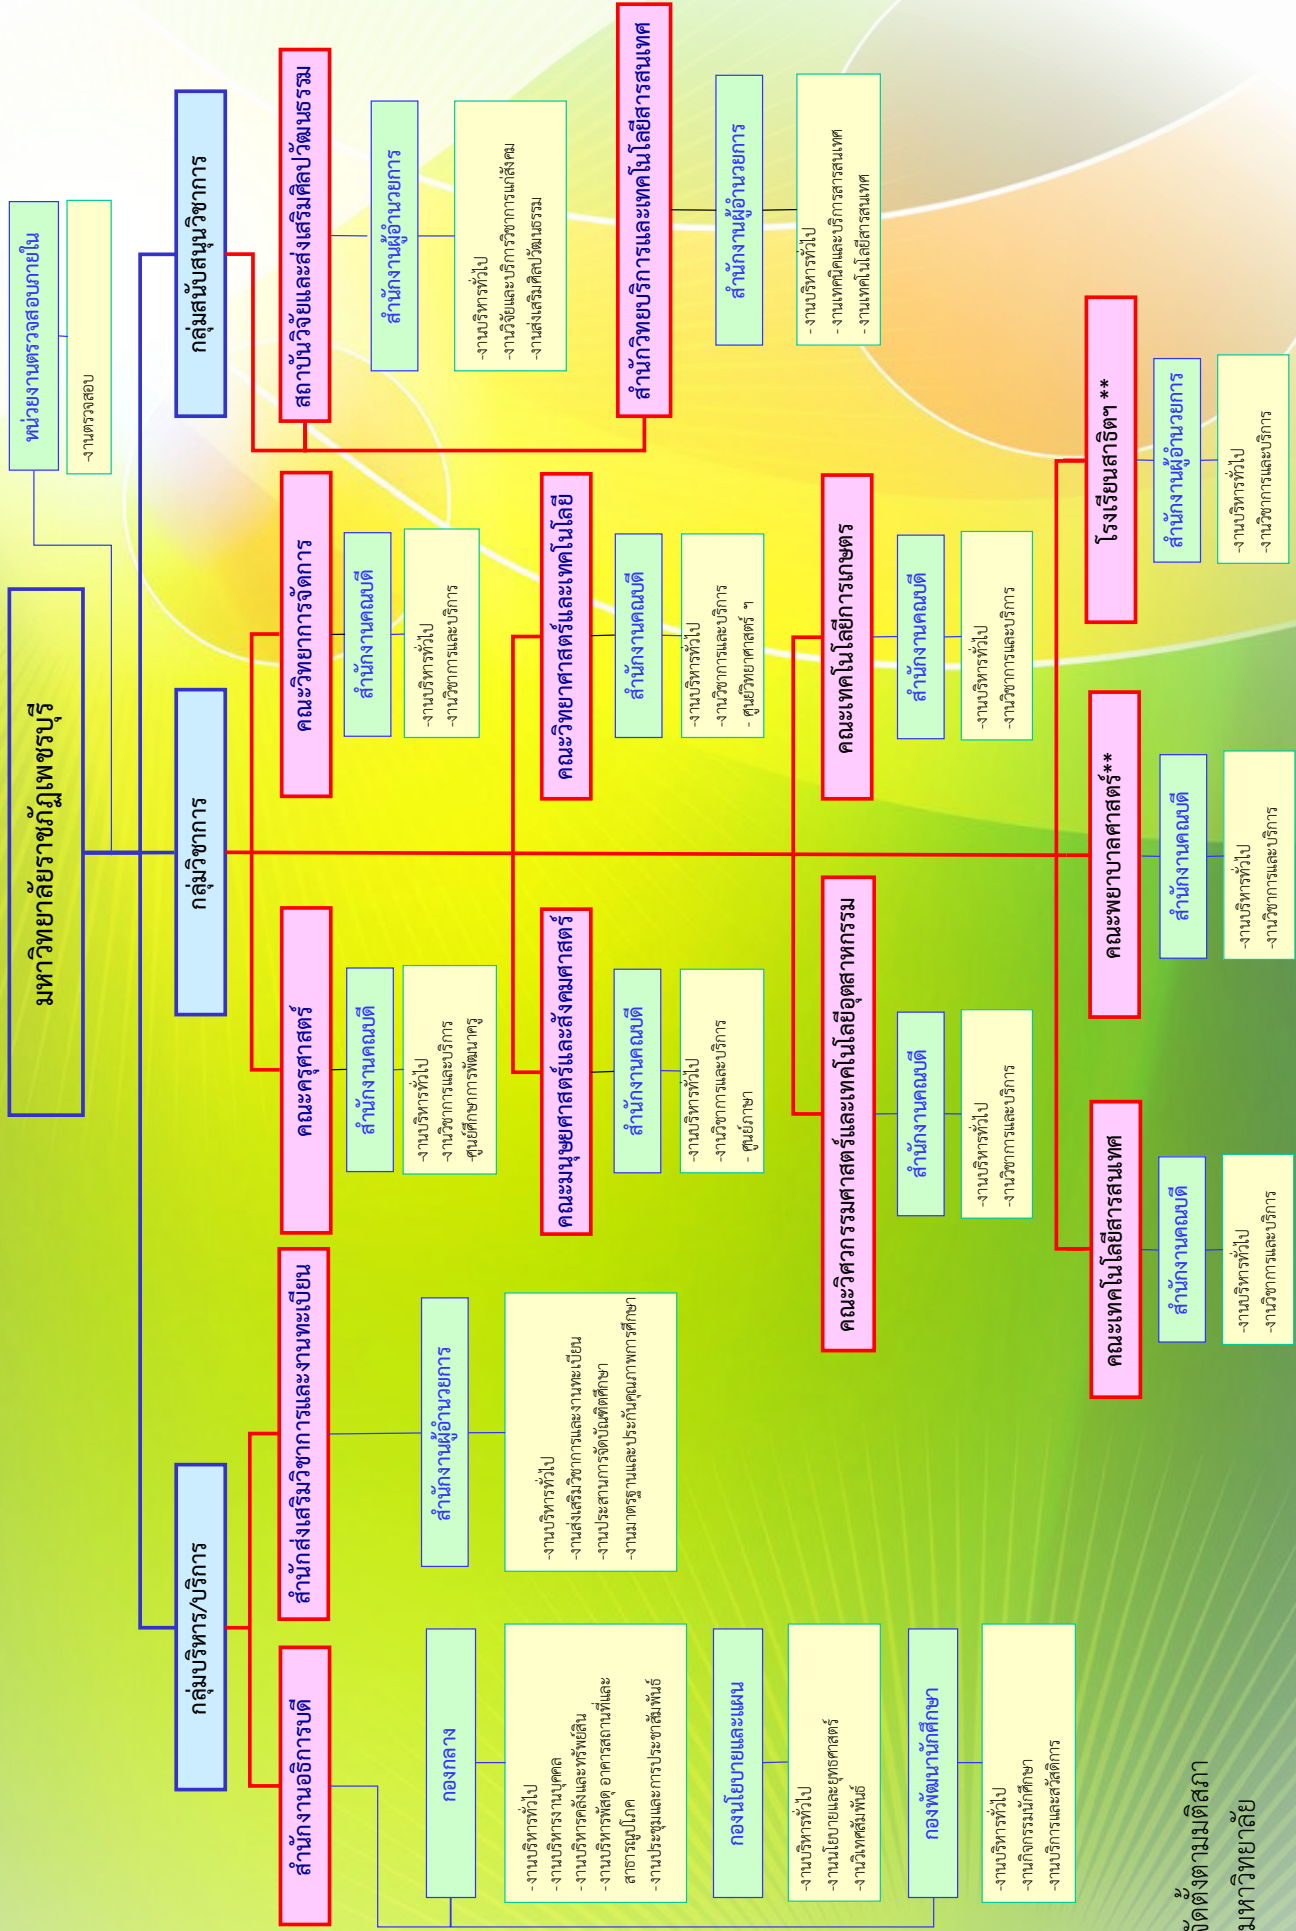 มหาวิทยาลัยราชภัฏเพชรบุรี
หน่วยงานตรวจสอบภายใน
-งานตรวจสอบ
กลุ่มบริหาร/บริการ
กลุ่มวิชาการ
กลุ่มสนับสนุนวิชาการ
สำนักงานอธิการบดี
กองกลาง
-งานบริหารทั่วไป
-งานบริหารงานบุคคล
-งานบริหารคลังและทรัพย์สิน
-งานบริหารพัสดุ อาคารสถานที่และ
สาธารณูปโภค
-งานประชุมและการประชาสัมพันธ์
กองนโยบายและแผน
-งานบริหารทั่วไป
-งานนโยบายและยุทธศาสตร์
-งานวิเทศสัมพันธ์
กองพัฒนานักศึกษา
-งานบริหารทั่วไป
-งานกิจกรรมนักศึกษา
-งานบริการและสวัสดิการ
สำนักส่งเสริมวิชาการและงานทะเบียน
สำนักงานผู้อำนวยการ
-งานบริหารทั่วไป
-งานส่งเสริมวิชาการและงานทะเบียน
-งานประสานการจัดบัณฑิตศึกษา
-งานมาตรฐานและประกันคุณภาพการศึกษา
คณะครุศาสตร์
สำนักงานคณบดี
-งานบริหารทั่วไป
-งานวิชาการและบริการ
-ศูนย์ศึกษาการพัฒนาครู
คณะวิทยาการจัดการ
สำนักงานคณบดี
-งานบริหารทั่วไป
-งานวิชาการและบริการ
คณะมนุษยศาสตร์และสังคมศาสตร์
สำนักงานคณบดี
-งานบริหารทั่วไป
-งานวิชาการและบริการ
- ศูนย์ภาษา
คณะวิทยาศาสตร์และเทคโนโลยี
สำนักงานคณบดี
-งานบริหารทั่วไป
-งานวิชาการและบริการ
- ศูนย์วิทยาศาสตร์ ฯ
คณะวิศวกรรมศาสตร์และเทคโนโลยีอุตสาหกรรม
สำนักงานคณบดี
-งานบริหารทั่วไป
-งานวิชาการและบริการ
คณะเทคโนโลยีการเกษตร
สำนักงานคณบดี
-งานบริหารทั่วไป
-งานวิชาการและบริการ
คณะเทคโนโลยีสารสนเทศ
สำนักงานคณบดี
-งานบริหารทั่วไป
-งานวิชาการและบริการ
คณะพยาบาลศาสตร์**
สำนักงานคณบดี
-งานบริหารทั่วไป
-งานวิชาการและบริการ
โรงเรียนสาธิตฯ **
สำนักงานผู้อำนวยการ
-งานบริหารทั่วไป
-งานวิชาการและบริการ
สถาบันวิจัยและส่งเสริมศิลปวัฒนธรรม
สำนักงานผู้อำนวยการ
-งานบริหารทั่วไป
-งานวิจัยและบริการวิชาการแก่สังคม
-งานส่งเสริมศิลปวัฒนธรรม
สำนักวิทยบริการและเทคโนโลยีสารสนเทศ
สำนักงานผู้อำนวยการ
- งานบริหารทั่วไป
- งานเทคนิคและบริการสารสนเทศ
- งานเทคโนโลยีสารสนเทศ
จัดตั้งตามมติสภา
มหาวิทยาลัย